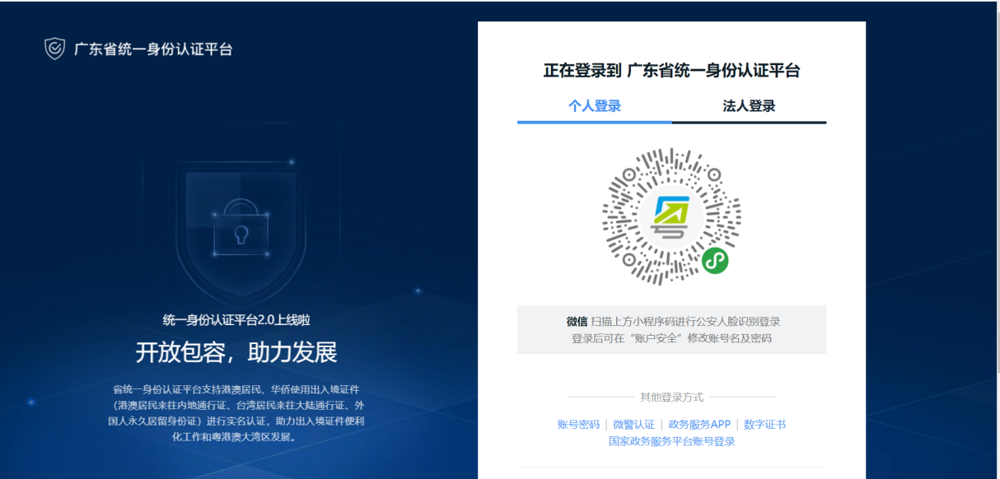 广东省统一身份认证平台
统一身份认证平台2.0上线啦
开放包容，助力发展
省统一身份认证平台支持港澳居民、华侨使用出入境证件
（港澳居民来往内地通行证、台湾居民来往大陆通行证、外
国人永久居留身份证）进行实名认证，助力出入境证件便利
化工作和粤港澳大湾区发展。
正在登录到 广东省统一身份认证平台
个人登录 法人登录
微信 扫描上方小程序码进行公安人脸识别登录
登录后可在“账户安全”修改账号名及密码
其他登录方式
账号密码 | 微警认证 | 政务服务APP | 数字证书
国家政务服务平台账号登录